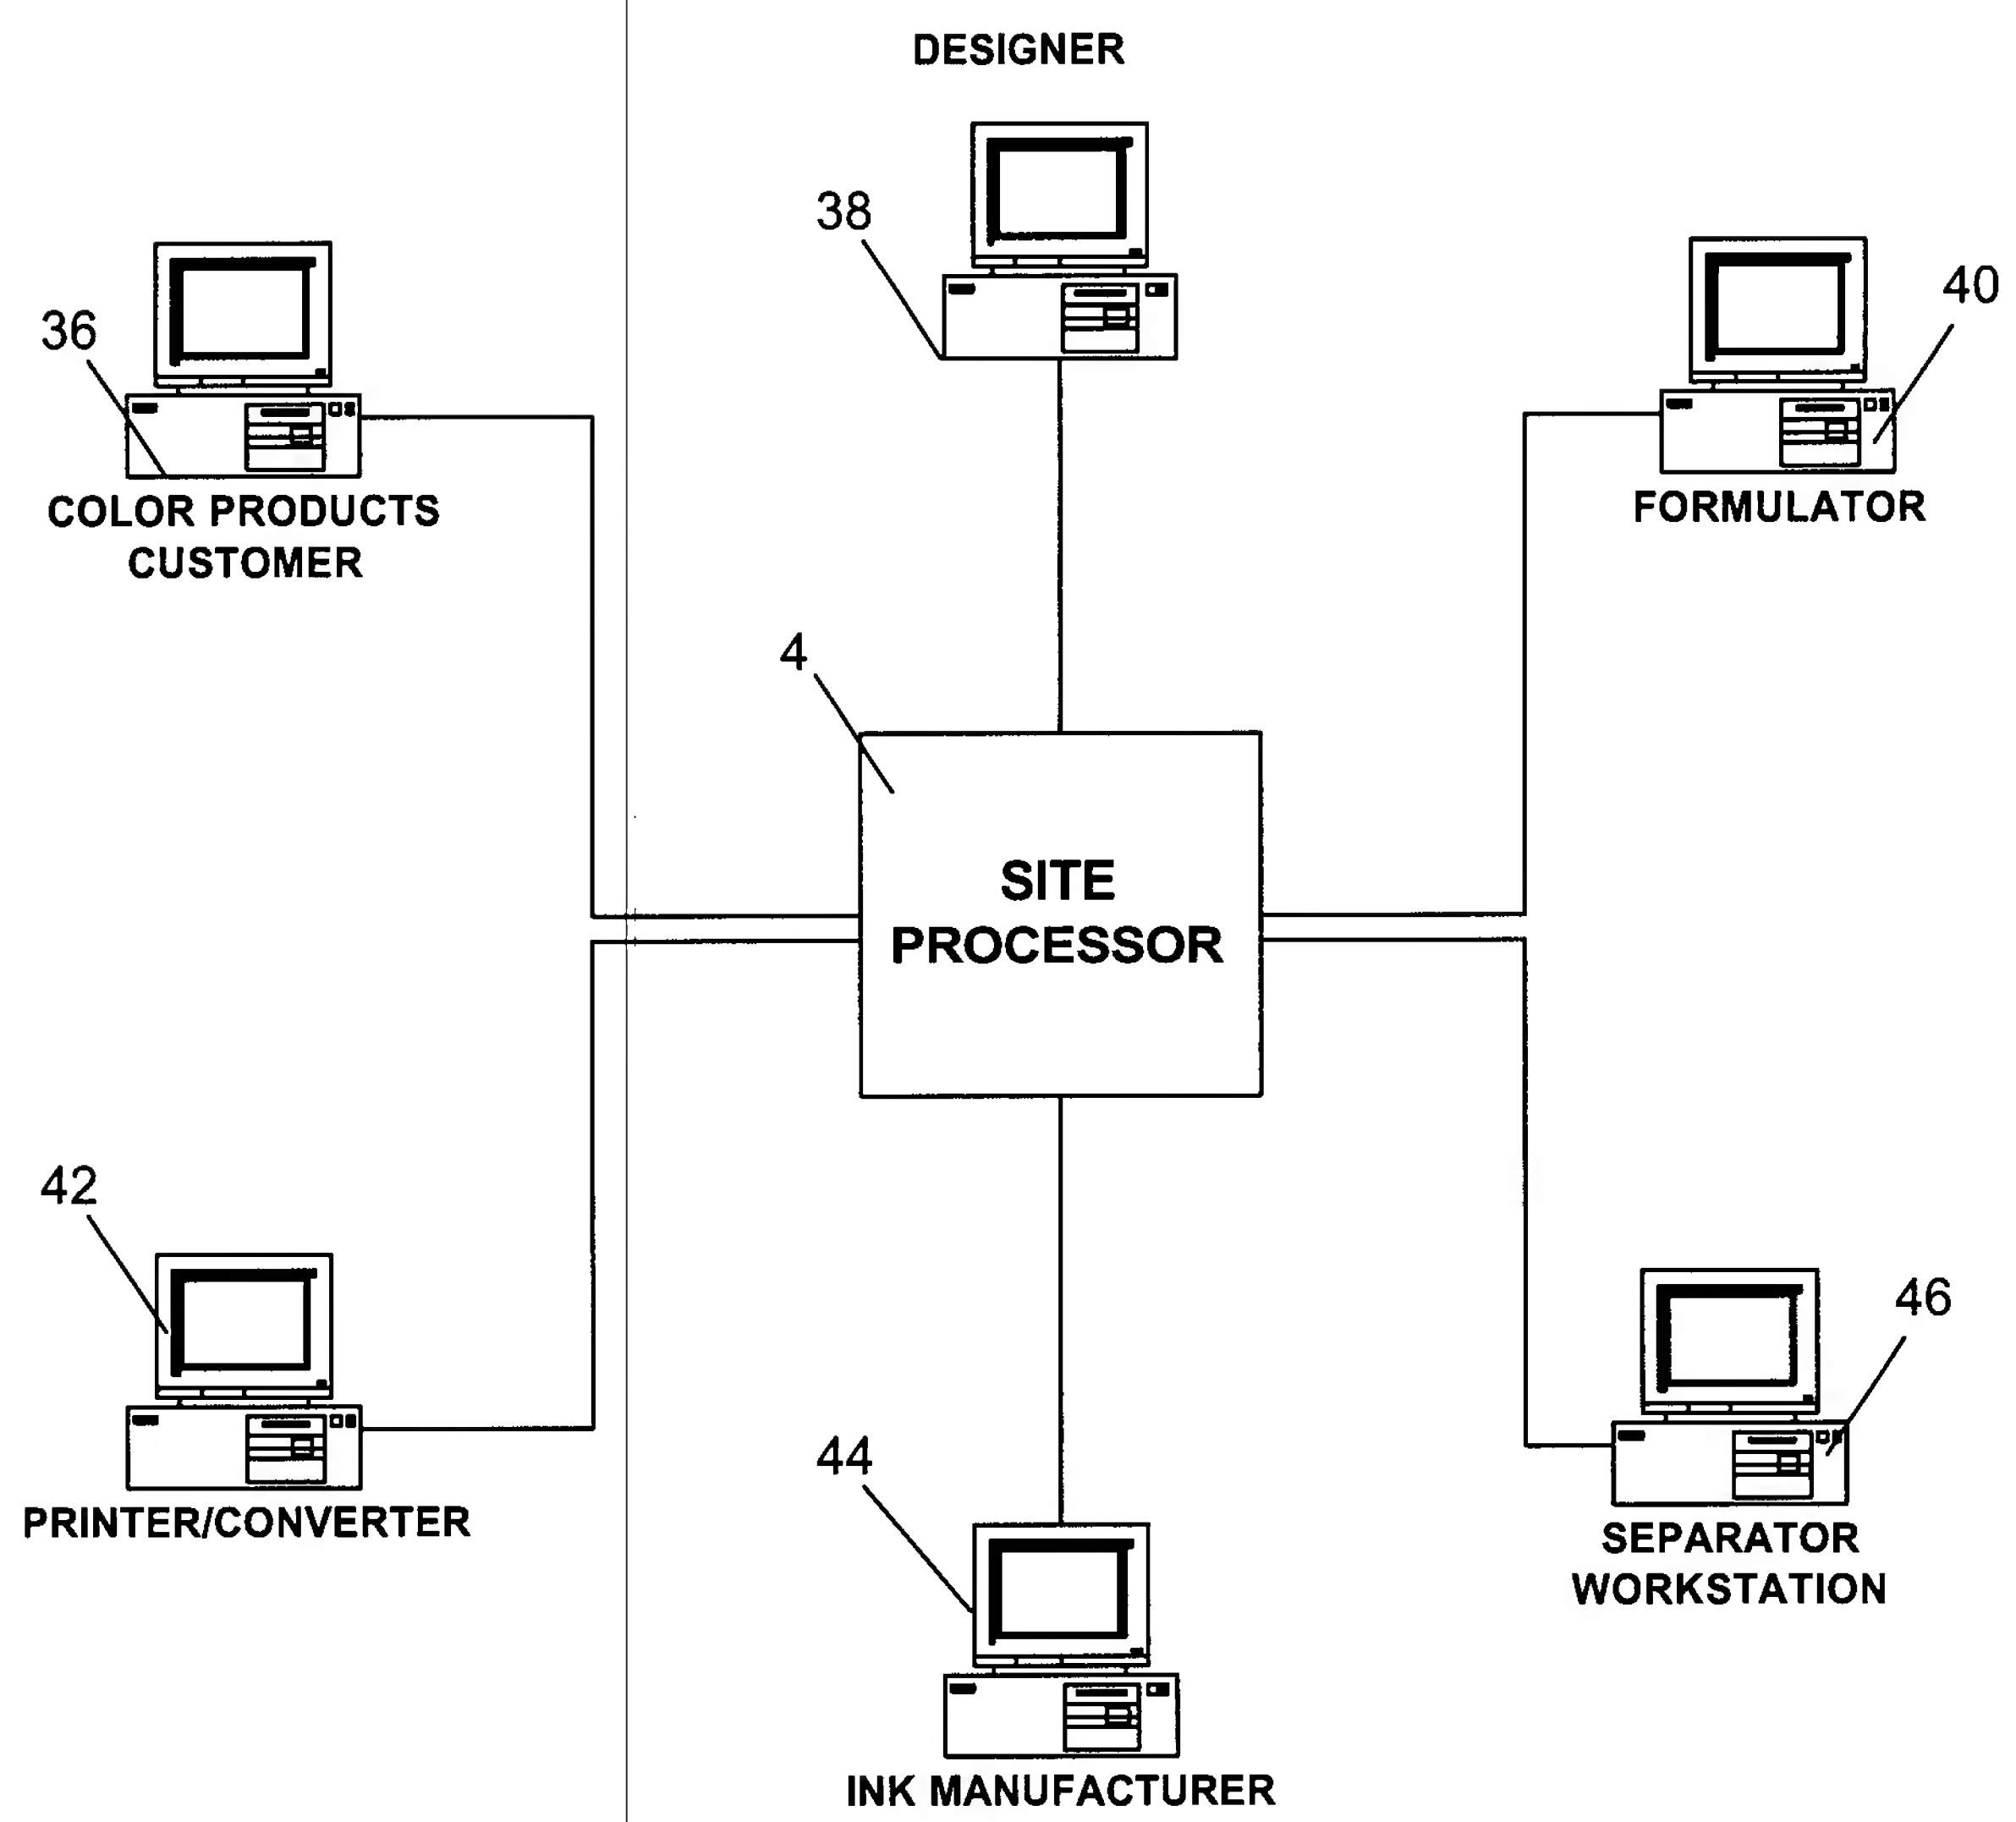 DESIGNER
38
36
40
COLOR PRODUCTS
CUSTOMER
FORMULATOR
4
SITE
PROCESSOR
42
46
44
PRINTER/CONVERTER
SEPARATOR
WORKSTATION
INK MANUFACTURER